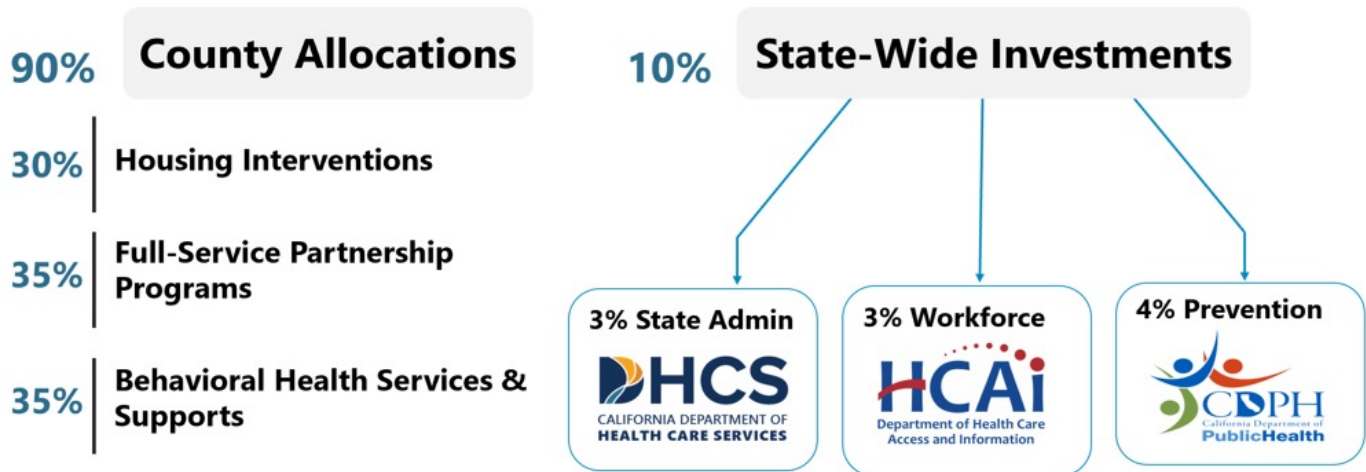 90%
County Allocations
30%
Housing Interventions
35%
Full-Service Partnership
Programs
35%
Behavioral Health Services &
Supports
10%
State-Wide Investments
3% State Admin
DHCS
CALIFORNIA DEPARTMENT OF
HEALTH CARE SERVICES
3% Workforce
HCAi
Department of Health Care
Access and Information
4% Prevention
CDPH
California Department of
PublicHealth